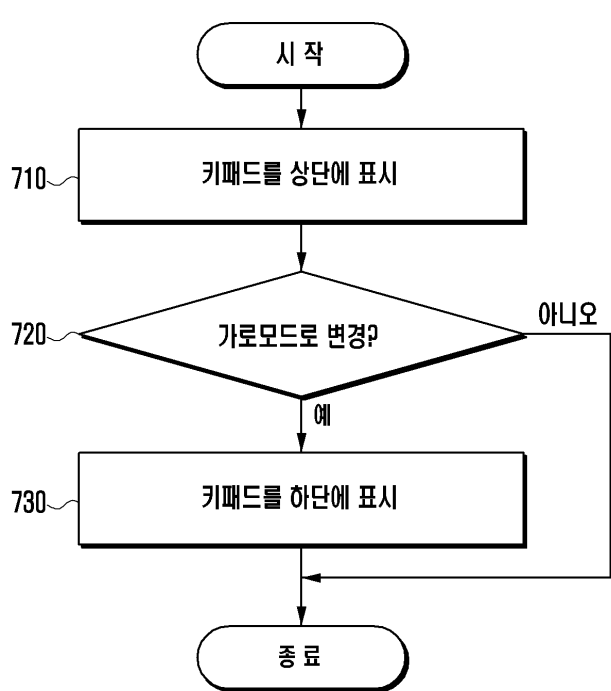 시 작
710
키패드를 상단에 표시
720
가로모드로 변경?
아니오
예
730
키패드를 하단에 표시
종 료